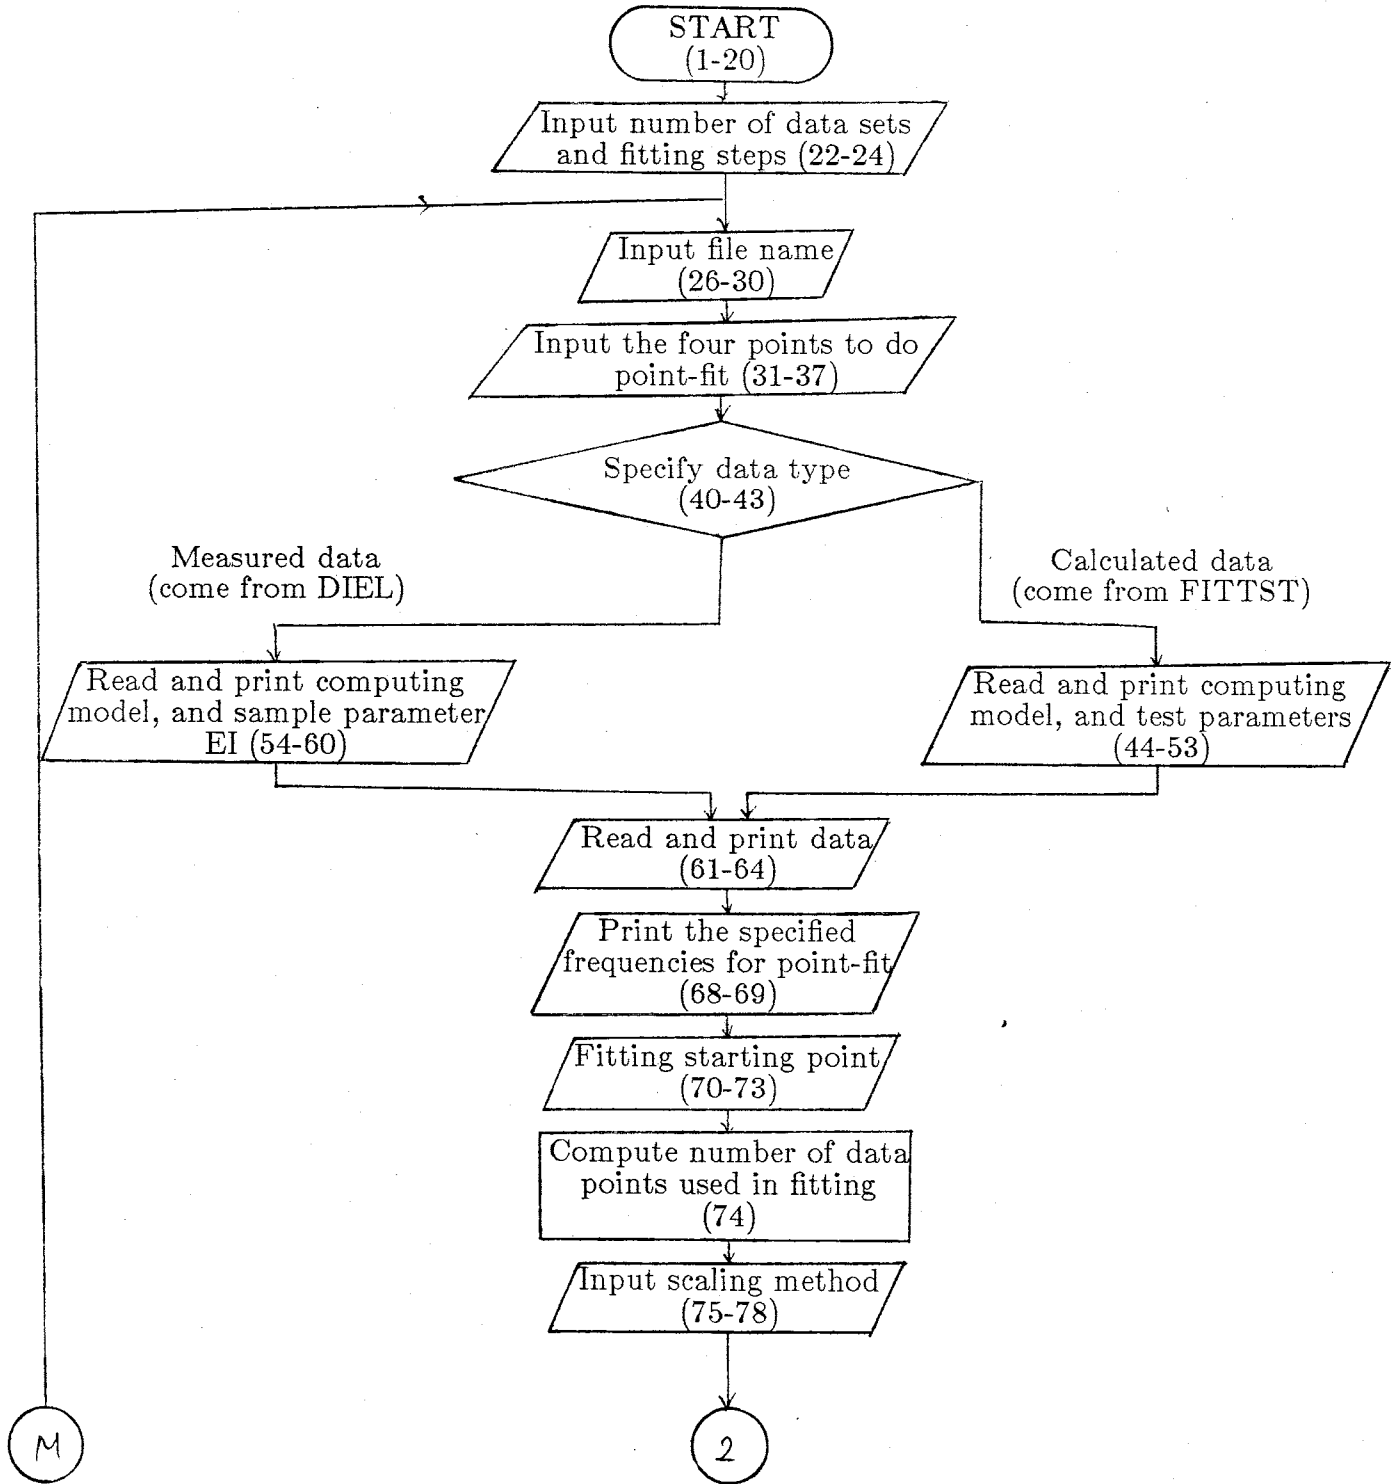 START
(1-20)
Input number of data sets
and fitting steps (22-24)
Input file name
(26-30)
Input the four points to do
point-fit (31-37)
Specify data type
(40-43)
Measured data
(come from DIEL)
Calculated data
(come from FITTST)
Read and print computing
model, and sample parameter
EI (54-60)
Read and print computing
model, and test parameters
(44-53)
Read and print data
(61-64)
Print the specified
frequencies for point-fit
(68-69)
Fitting starting point
(70-73)
Compute number of data
points used in fitting
(74)
Input scaling method
(75-78)
M
2